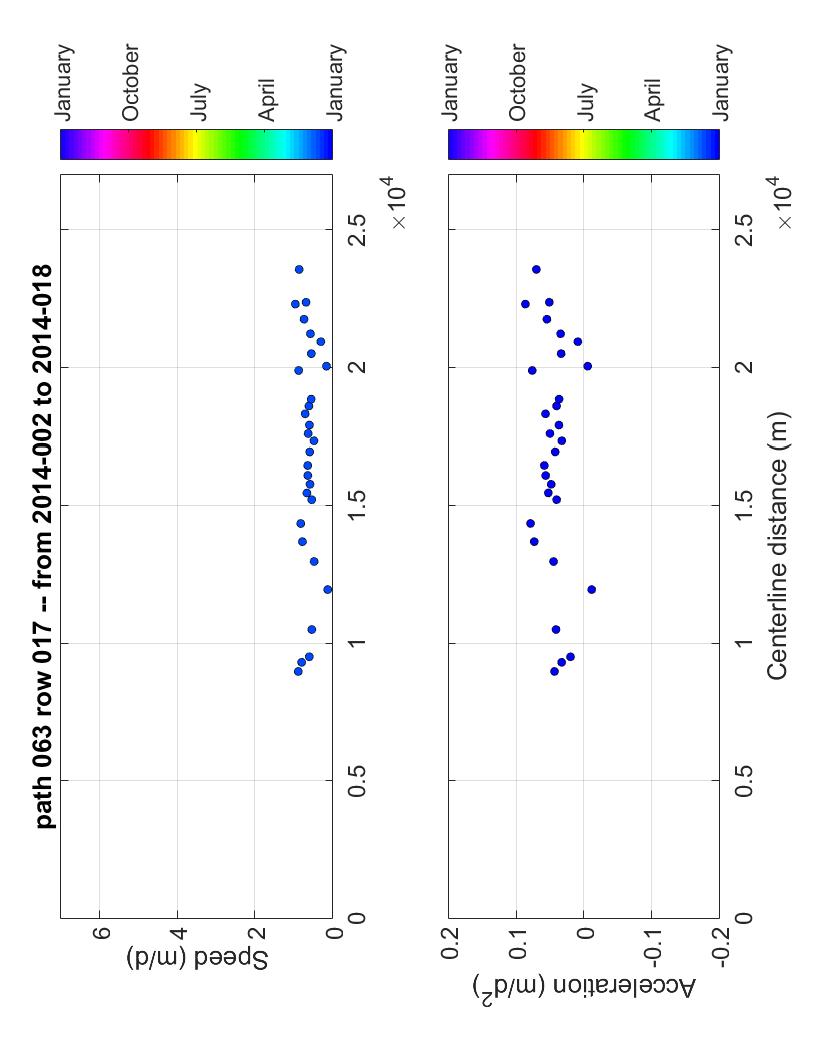 path 063 row 017 -- from 2014-002 to 2014-018
Speed (m/d)
6
4
2
0
0
0.5
1
1.5
2
2.5
×10^4
January
October
July
April
January
Acceleration (m/d^2)
0.2
0.1
0
-0.1
-0.2
0
0.5
1
1.5
2
2.5
×10^4
Centerline distance (m)
January
October
July
April
January